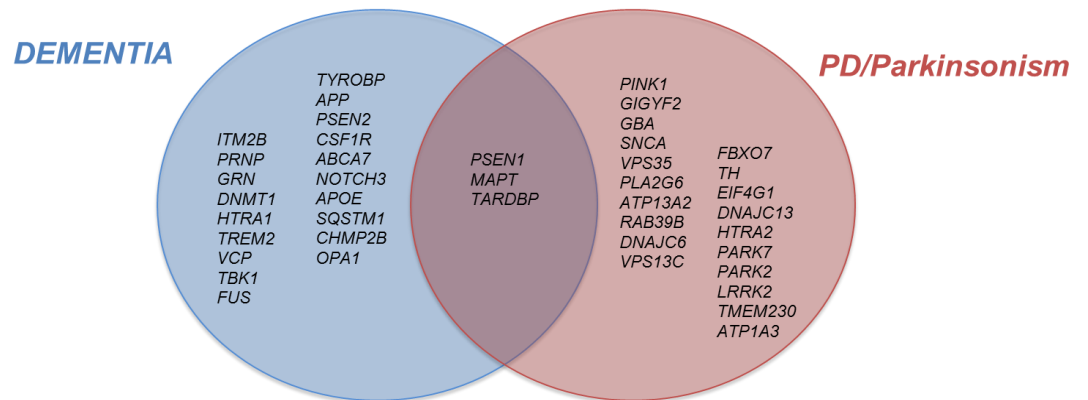 DEMENTIA
PD/Parkinsonism
ITM2B
PRNP
GRN
DNMT1
HTRA1
TREM2
VCP
TBK1
FUS
TYROBP
APP
PSEN2
CSF1R
ABCA7
NOTCH3
APOE
SQSTM1
CHMP2B
OPA1
PSEN1
MAPT
TARDBP
PINK1
GIGYF2
GBA
SNCA
VPS35
PLA2G6
ATP13A2
RAB39B
DNAJC6
VPS13C
FBXO7
TH
EIF4G1
DNAJC13
HTRA2
PARK7
PARK2
LRRK2
TMEM230
ATP1A3